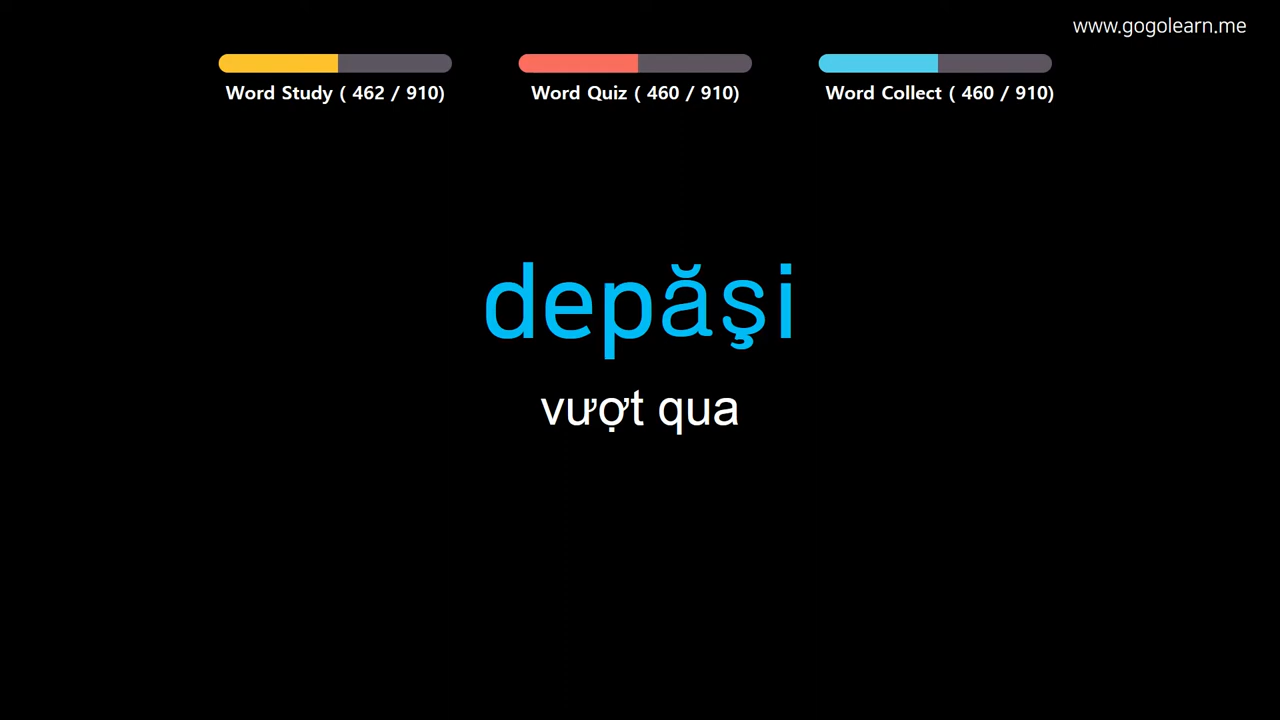 www.gogolearn.me
Word Study ( 462 / 910)
Word Quiz ( 460 / 910)
Word Collect ( 460 / 910)
depăşi
vượt qua